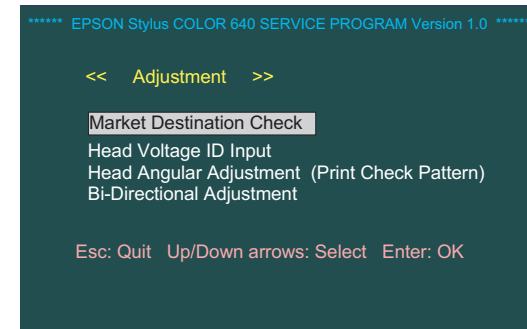 ****** EPSON Stylus COLOR 640 SERVICE PROGRAM Version 1.0 ******
<< Adjustment >>
Market Destination Check
Head Voltage ID Input
Head Angular Adjustment (Print Check Pattern)
Bi-Directional Adjustment
Esc: Quit Up/Down arrows: Select Enter: OK